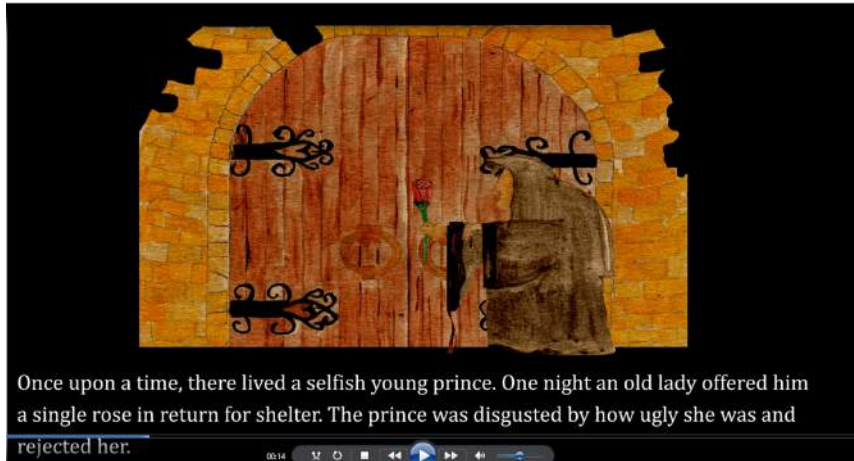 Once upon a time, there lived a selfish young prince. One night an old lady offered him
a single rose in return for shelter. The prince was disgusted by how ugly she was and
rejected her.
00:14